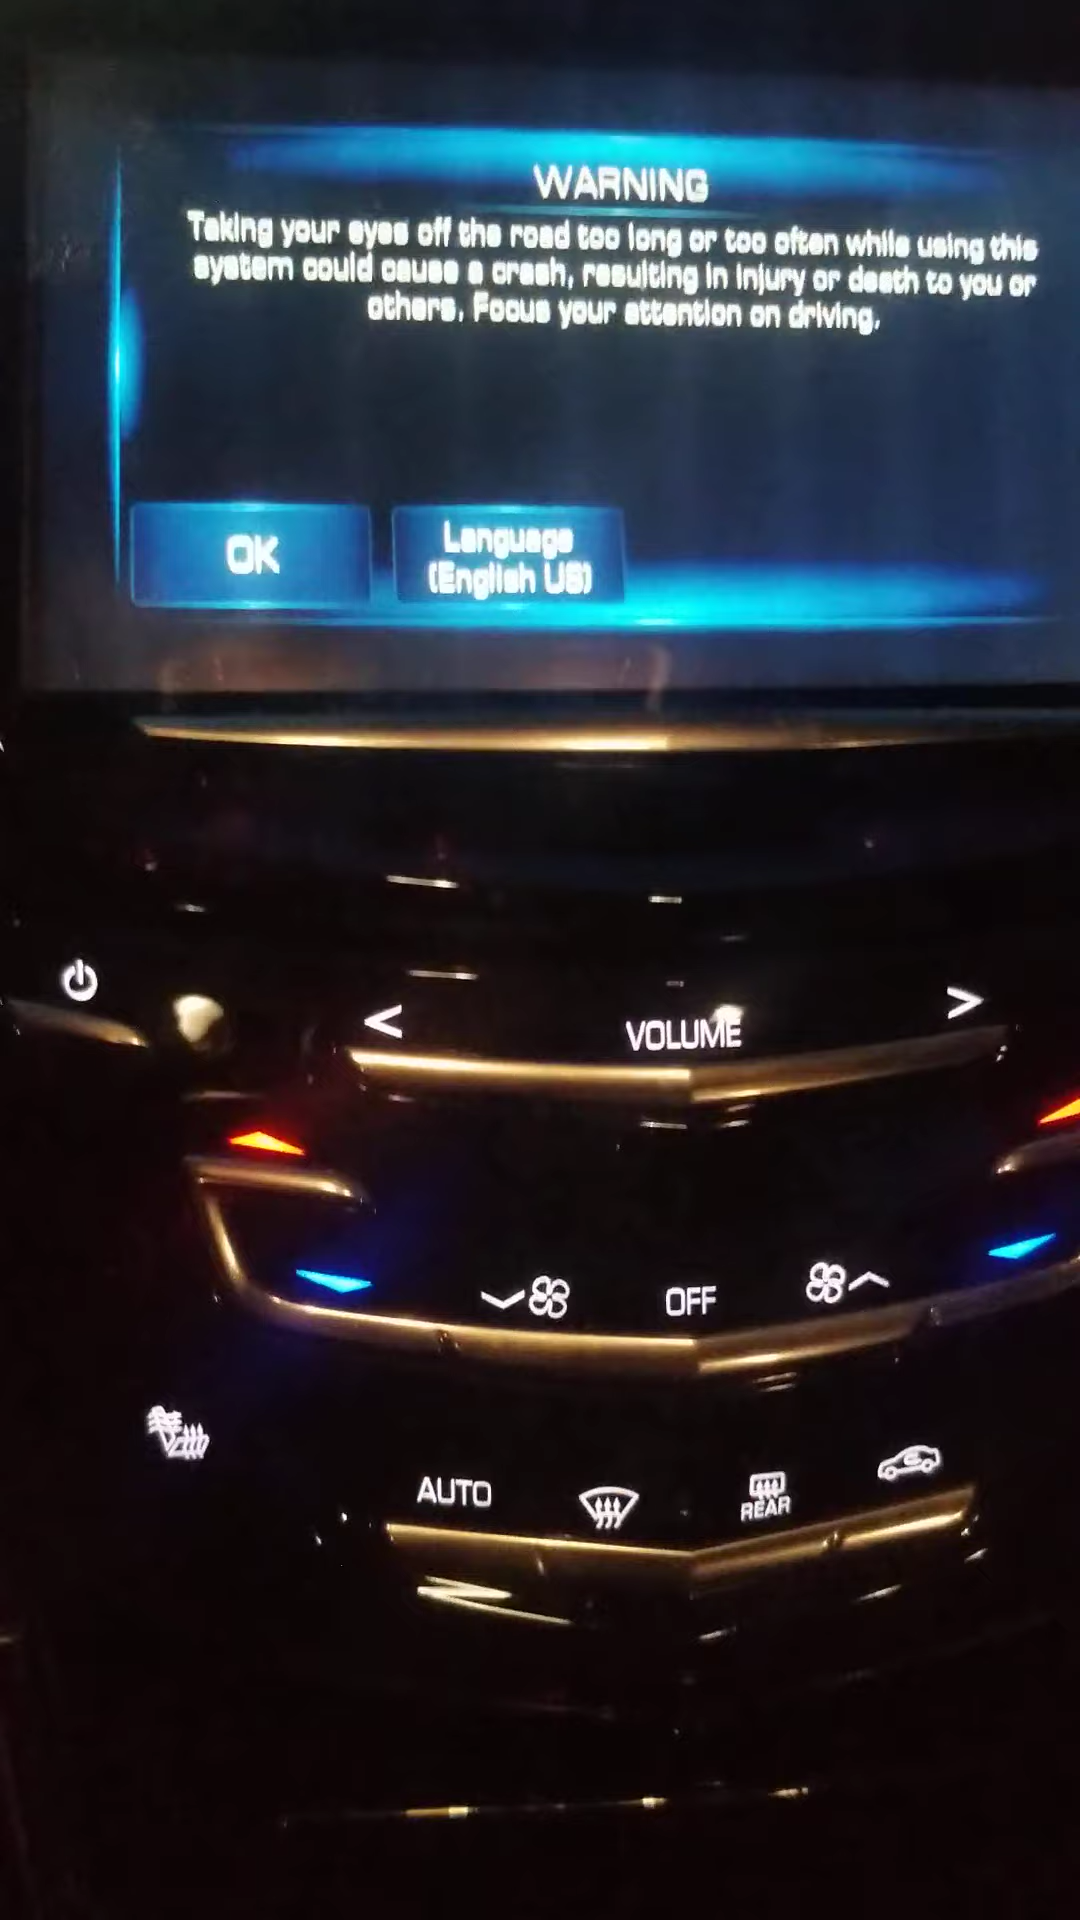 WARNING
Taking your eyes off the road too long or too often while using this
system could cause a crash, resulting in injury or death to you or
others. Focus your attention on driving.
OK
Language
(English US)
<
>
VOLUME
OFF
AUTO
REAR